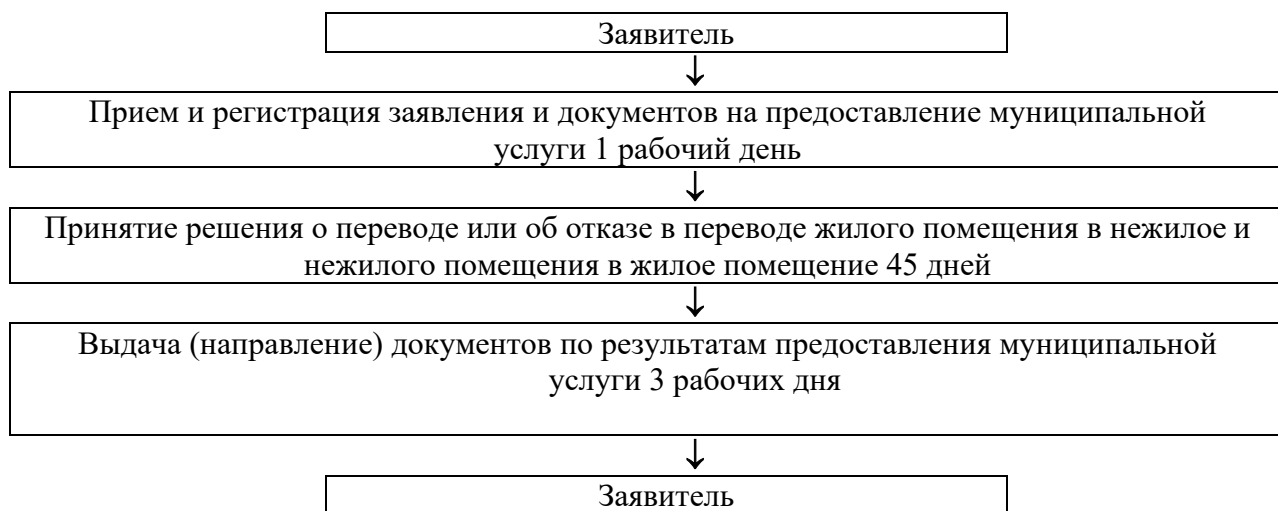 Заявитель
Прием и регистрация заявления и документов на предоставление муниципальной
услуги 1 рабочий день
Принятие решения о переводе или об отказе в переводе жилого помещения в нежилое и
нежилого помещения в жилое помещение 45 дней
Выдача (направление) документов по результатам предоставления муниципальной
услуги 3 рабочих дня
Заявитель